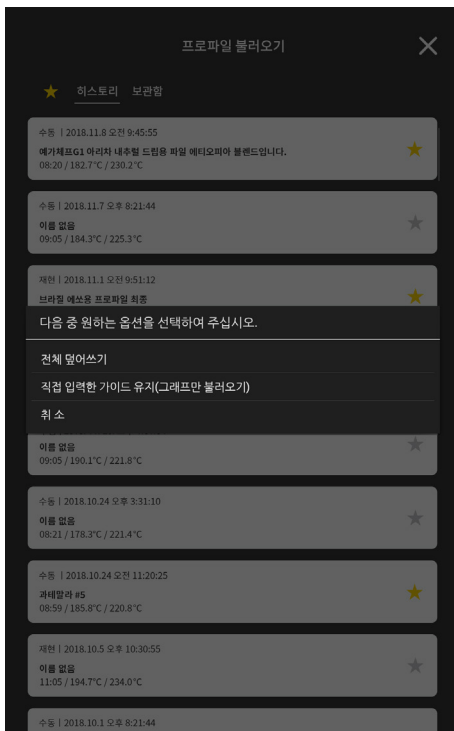 프로파일 불러오기
히스토리 보관함
수동 | 2018.11.8 오전 9:45:55
예가체프G1 아리차 내추럴 드립용 파일 에티오피아 블렌드입니다.
08:20 / 182.7°C / 230.2°C
수동 | 2018.11.7 오후 8:21:44
이름 없음
09:05 / 184.3°C / 225.3°C
재현 | 2018.11.1 오전 9:51:12
브라질 에쏘용 프로파일 최종
다음 중 원하는 옵션을 선택하여 주십시오.
전체 덮어쓰기
직접 입력한 가이드 유지(그래프만 불러오기)
취 소
이름 없음
09:05 / 190.1°C / 221.8°C
수동 | 2018.10.24 오후 3:31:10
이름 없음
08:21 / 178.3°C / 221.4°C
수동 | 2018.10.24 오전 11:20:25
과테말라 #5
08:59 / 185.8°C / 220.8°C
재현 | 2018.10.5 오후 10:30:55
이름 없음
11:05 / 194.7°C / 234.0°C
수동 | 2018.10.1 오후 8:21:44